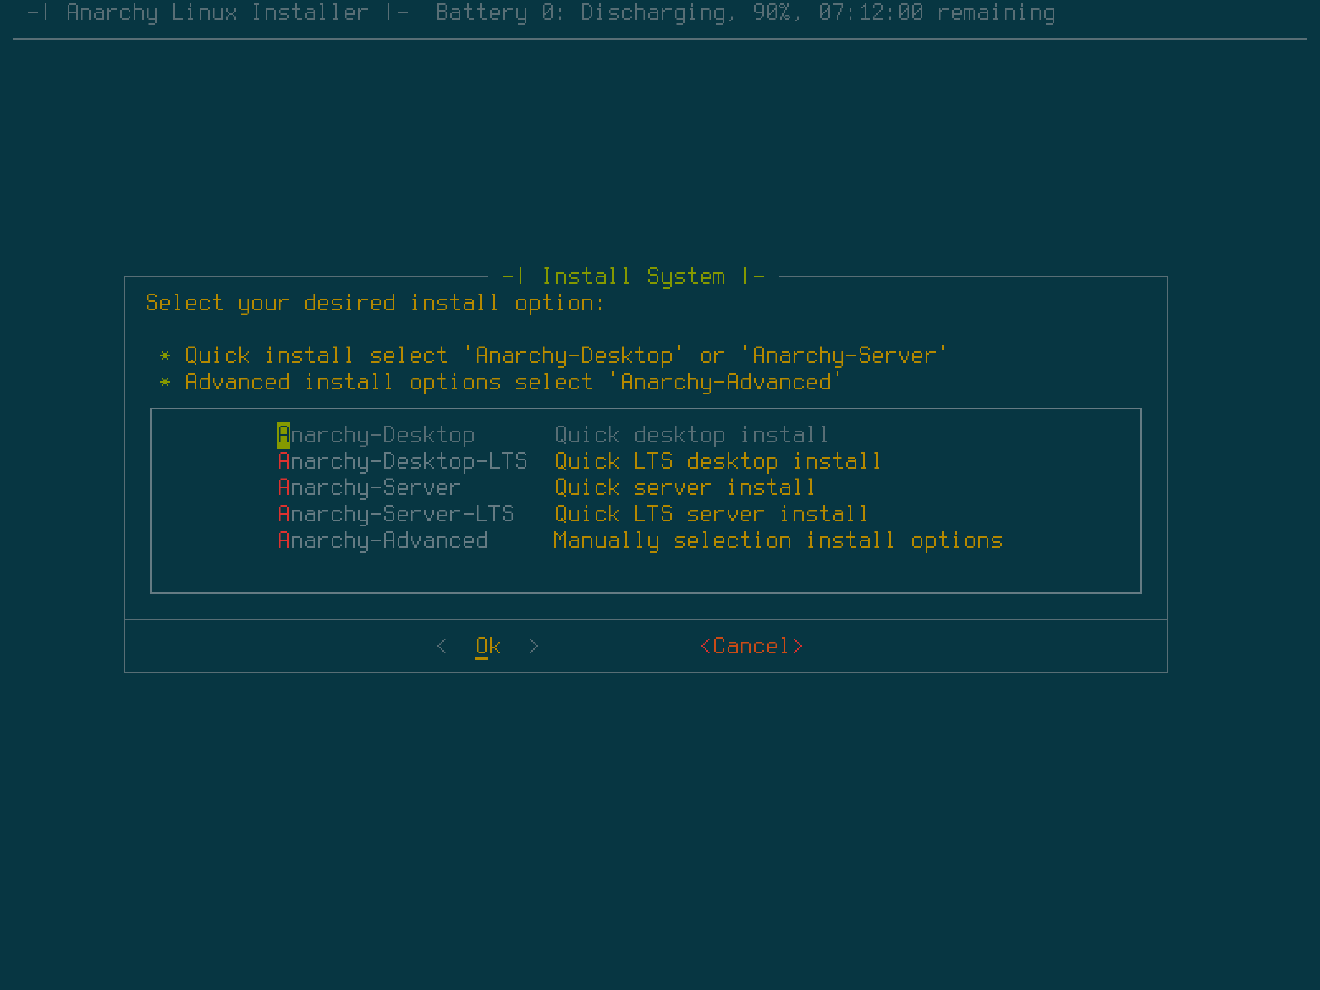 -| Anarchy Linux Installer |- Battery 0: Discharging, 90%, 07:12:00 remaining
-| Install System |-
Select your desired install option:
* Quick install select 'Anarchy-Desktop' or 'Anarchy-Server'
* Advanced install options select 'Anarchy-Advanced'
Anarchy-Desktop Quick desktop install
Anarchy-Desktop-LTS Quick LTS desktop install
Anarchy-Server Quick server install
Anarchy-Server-LTS Quick LTS server install
Anarchy-Advanced Manually selection install options
< Ok > <Cancel>